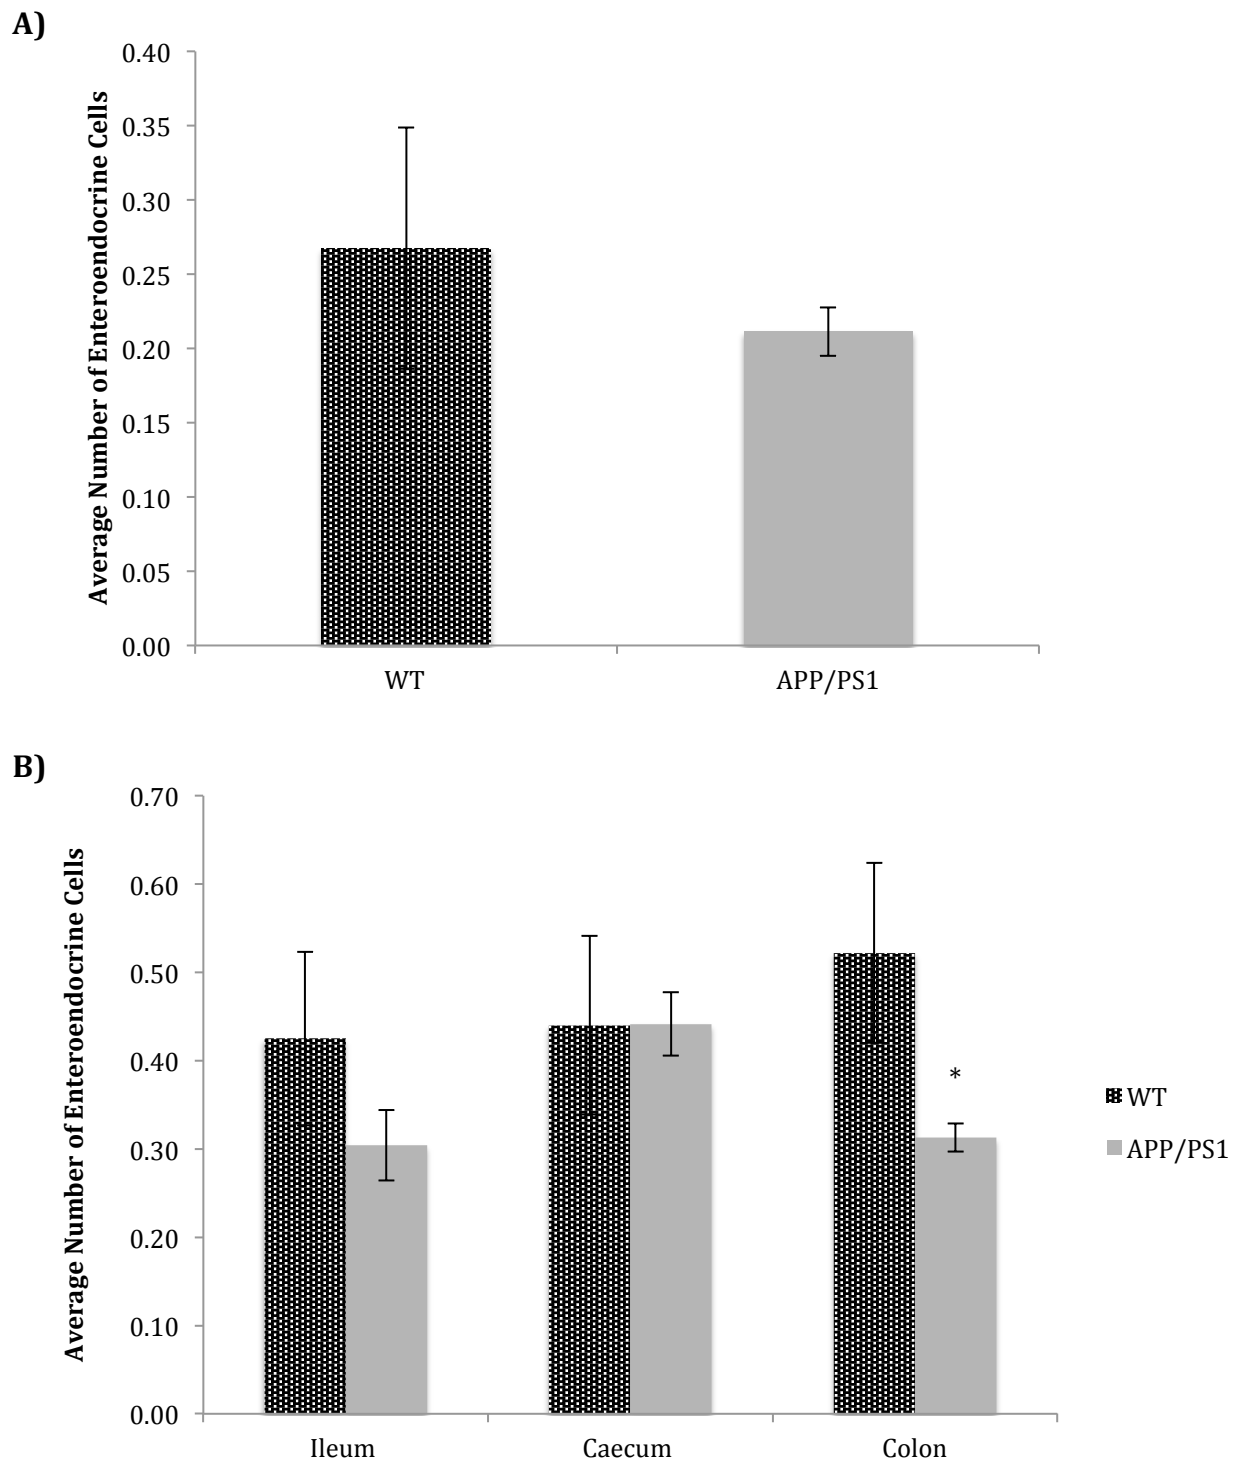 A)
Average Number of Enteroendocrine Cells
0.40
0.35
0.30
0.25
0.20
0.15
0.10
0.05
0.00
WT
APP/PS1
B)
Average Number of Enteroendocrine Cells
0.70
0.60
0.50
0.40
0.30
0.20
0.10
0.00
*
Ileum
Caecum
Colon
WT
APP/PS1